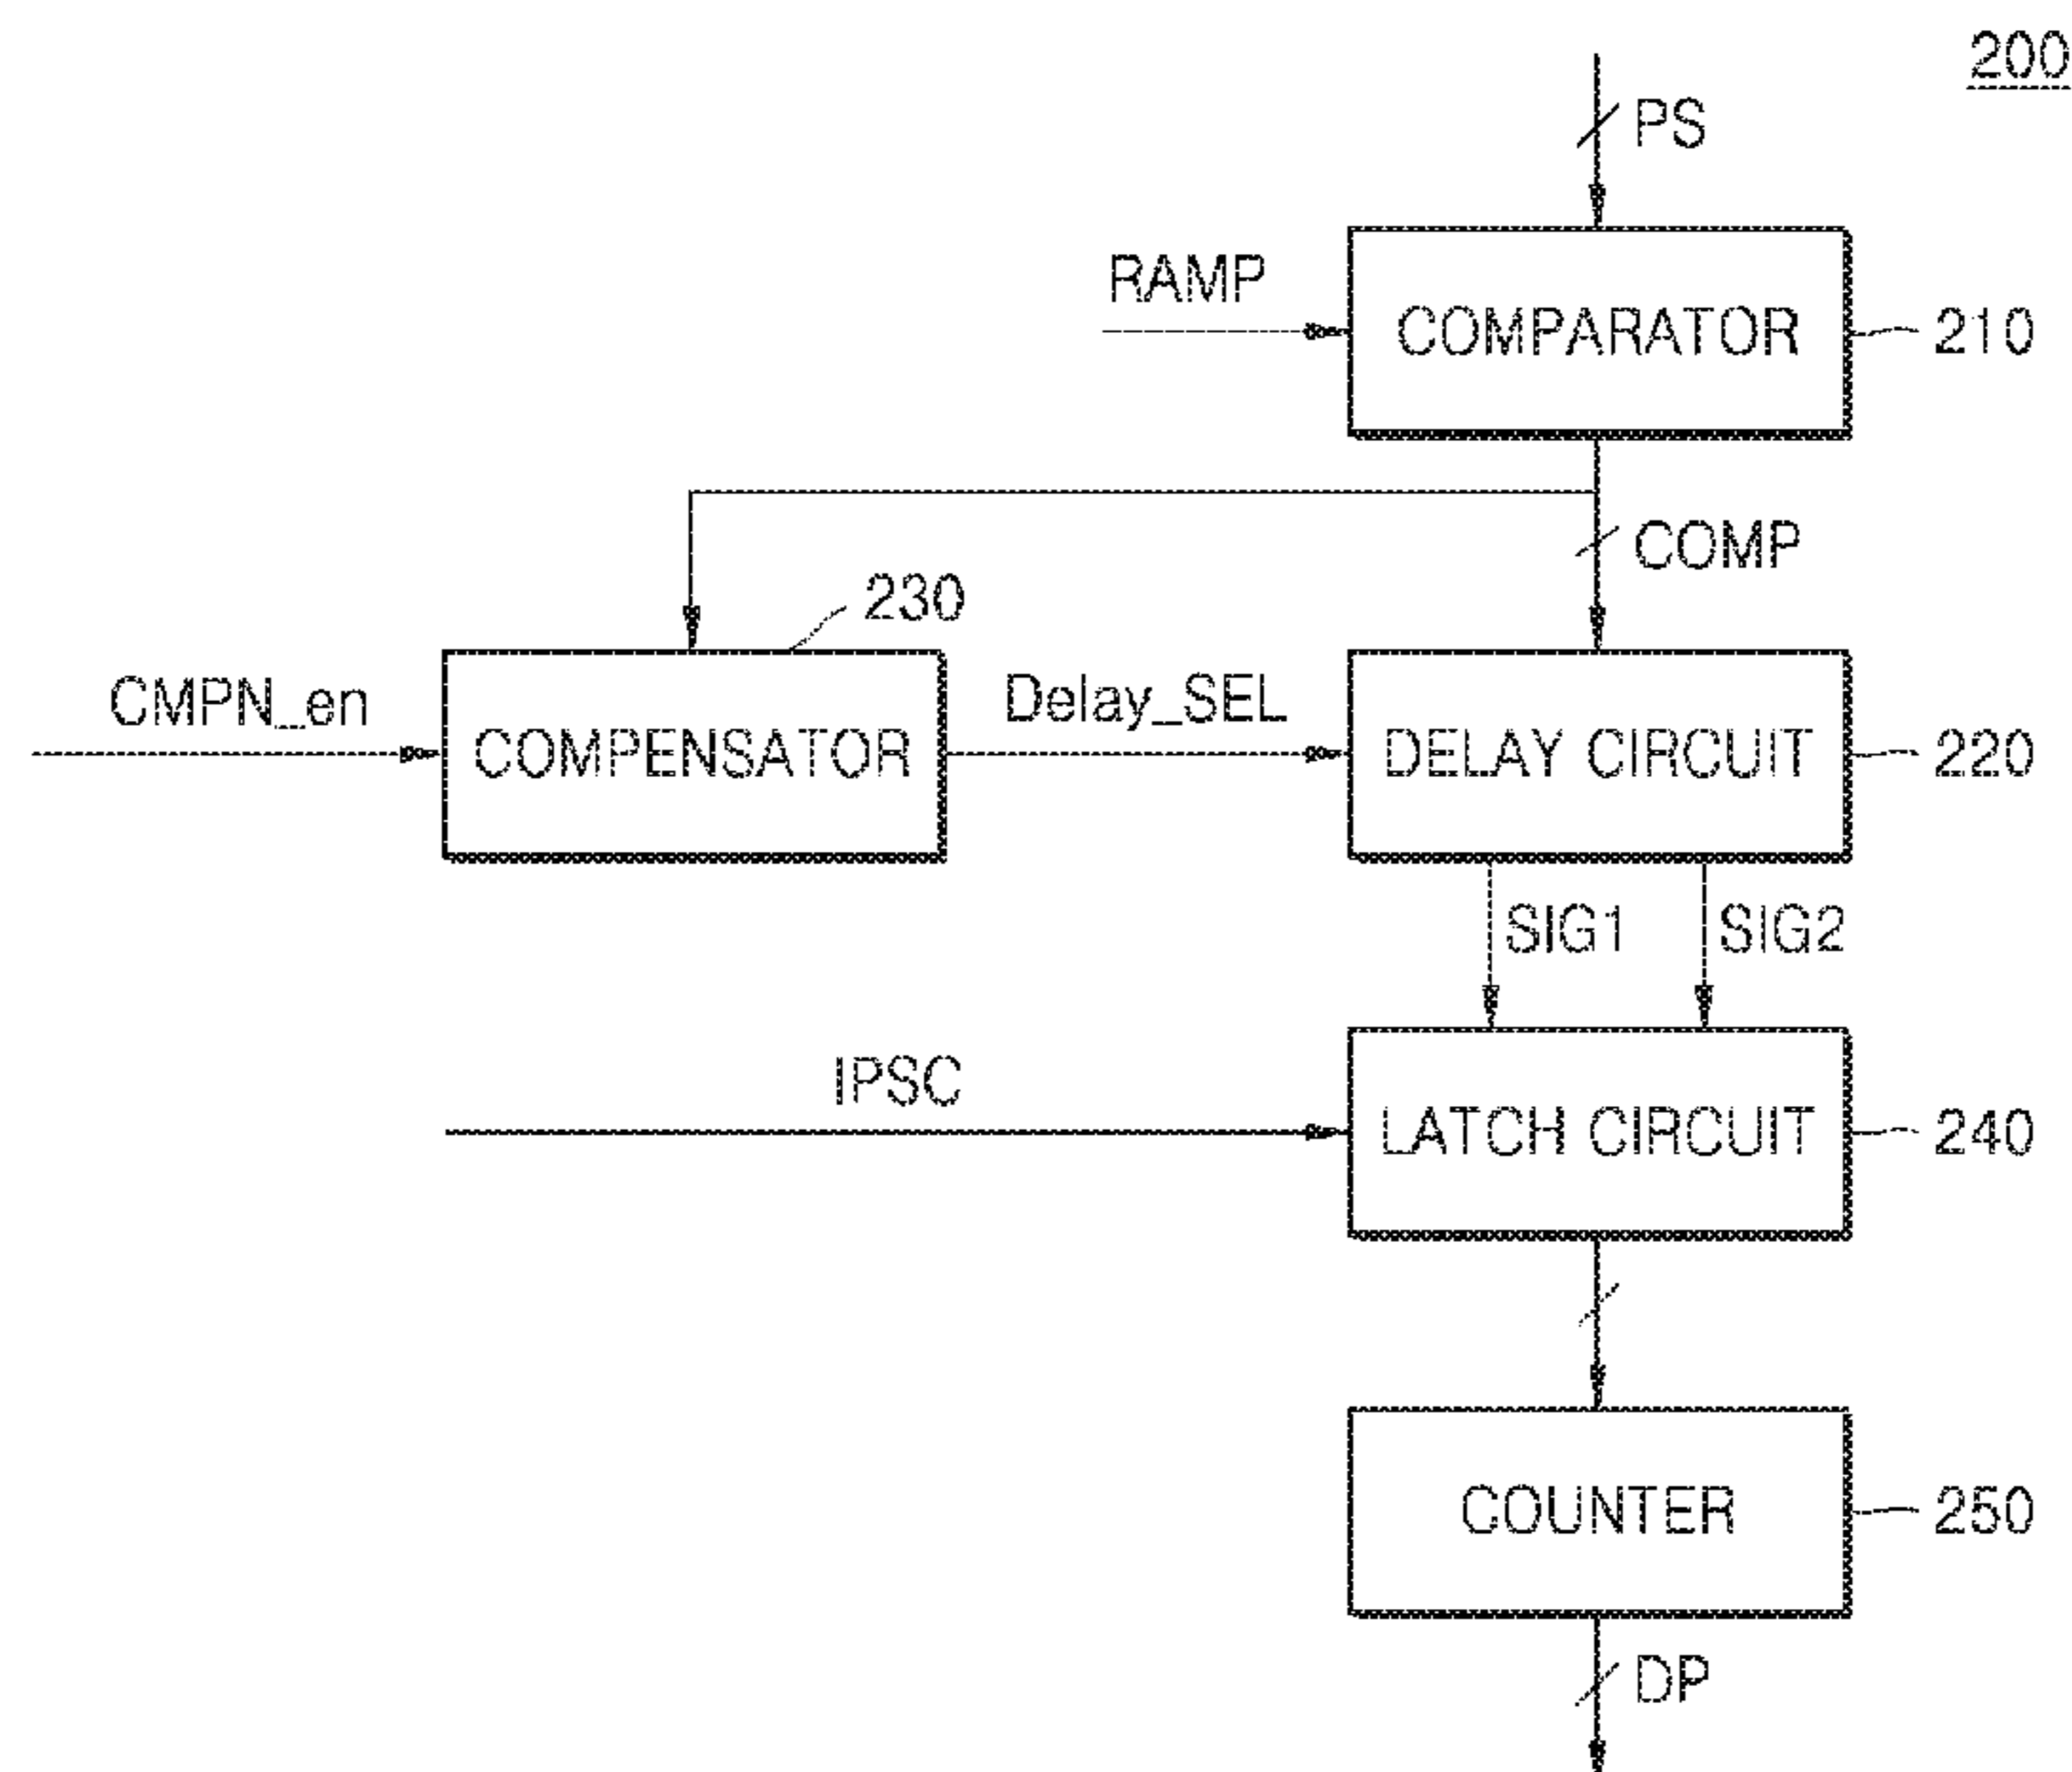 200
PS
RAMP
COMPARATOR
210
COMP
230
CMPN_en
COMPENSATOR
Delay_SEL
DELAY CIRCUIT
220
SIG1
SIG2
IPSC
LATCH CIRCUIT
240
COUNTER
250
DP